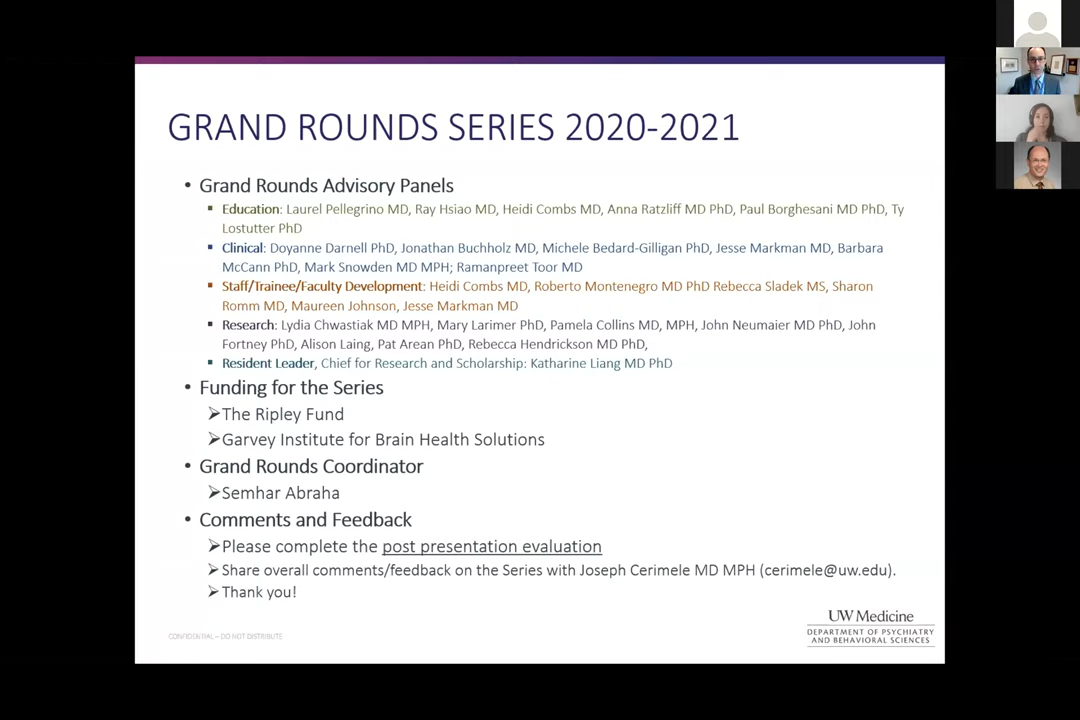 GRAND ROUNDS SERIES 2020-2021
• Grand Rounds Advisory Panels
▪ Education: Laurel Pellegrino MD, Ray Hsiao MD, Heidi Combs MD, Anna Ratzliff MD PhD, Paul Borghesani MD PhD, Ty
Lostutter PhD
▪ Clinical: Doyanne Darnell PhD, Jonathan Buchholz MD, Michele Bedard-Gilligan PhD, Jesse Markman MD, Barbara
McCann PhD, Mark Snowden MD MPH; Ramanpreet Toor MD
▪ Staff/Trainee/Faculty Development: Heidi Combs MD, Roberto Montenegro MD PhD Rebecca Sladek MS, Sharon
Romm MD, Maureen Johnson, Jesse Markman MD
▪ Research: Lydia Chwastiak MD MPH, Mary Larimer PhD, Pamela Collins MD, MPH, John Neumaier MD PhD, John
Fortney PhD, Alison Laing, Pat Arean PhD, Rebecca Hendrickson MD PhD,
▪ Resident Leader, Chief for Research and Scholarship: Katharine Liang MD PhD
• Funding for the Series
➢The Ripley Fund
➢Garvey Institute for Brain Health Solutions
• Grand Rounds Coordinator
➢Semhar Abraha
• Comments and Feedback
➢Please complete the post presentation evaluation
➢Share overall comments/feedback on the Series with Joseph Cerimele MD MPH (cerimele@uw.edu).
➢Thank you!
UW Medicine
DEPARTMENT OF PSYCHIATRY
AND BEHAVIORAL SCIENCES
CONFIDENTIAL – DO NOT DISTRIBUTE